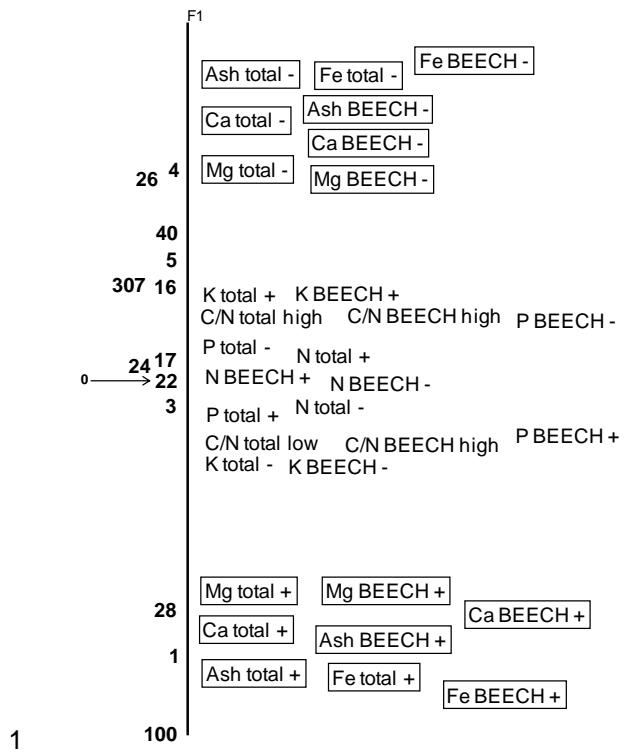 F1
Fe BEECH -
Ash total - Fe total -
Ash BEECH -
Ca total -
Ca BEECH -
26 4 Mg total - Mg BEECH -
40
5
307 16 K total + K BEECH +
C/N total high C/N BEECH high P BEECH -
P total - N total +
24 17
0 22 N BEECH + N BEECH -
3 P total + N total -
C/N total low C/N BEECH high P BEECH +
K total - K BEECH -
Mg total + Mg BEECH +
28 Ca BEECH +
Ca total + Ash BEECH +
1
Ash total + Fe total +
Fe BEECH +
1 100